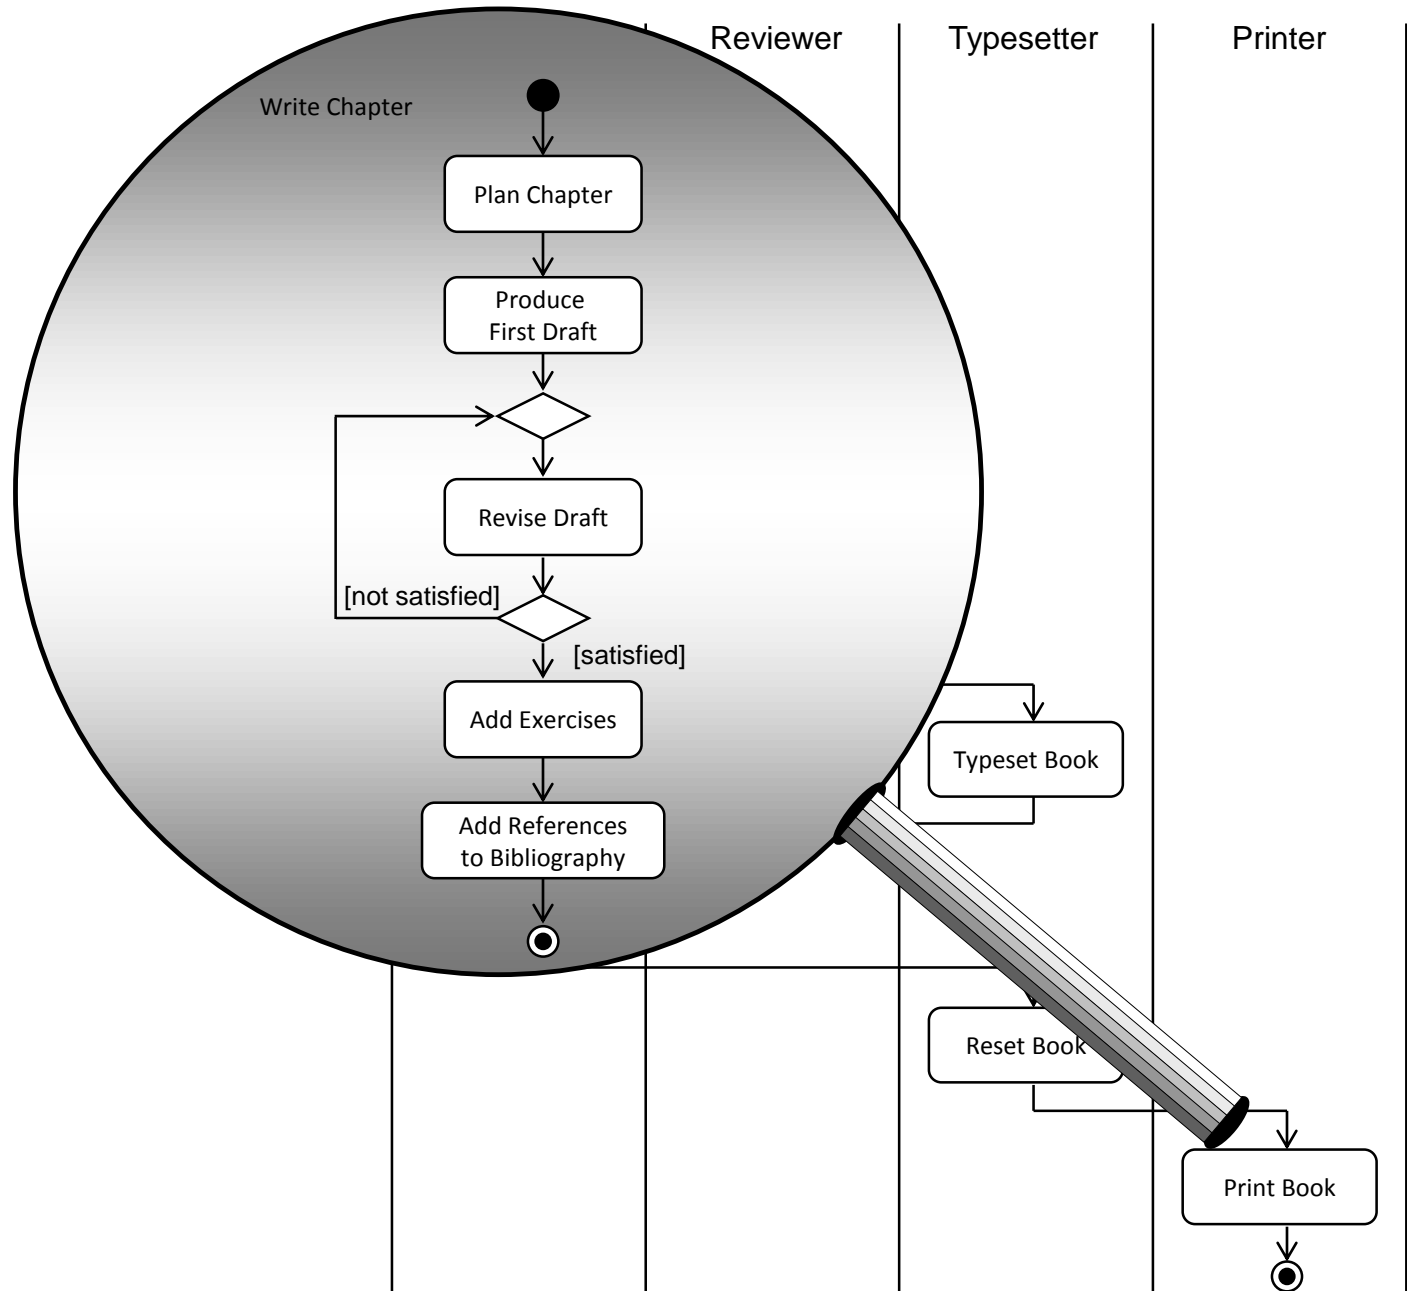 Reviewer
Typesetter
Printer
Write Chapter
Plan Chapter
Produce
First Draft
Revise Draft
[not satisfied]
[satisfied]
Add Exercises
Typeset Book
Add References
to Bibliography
Reset Book
Print Book